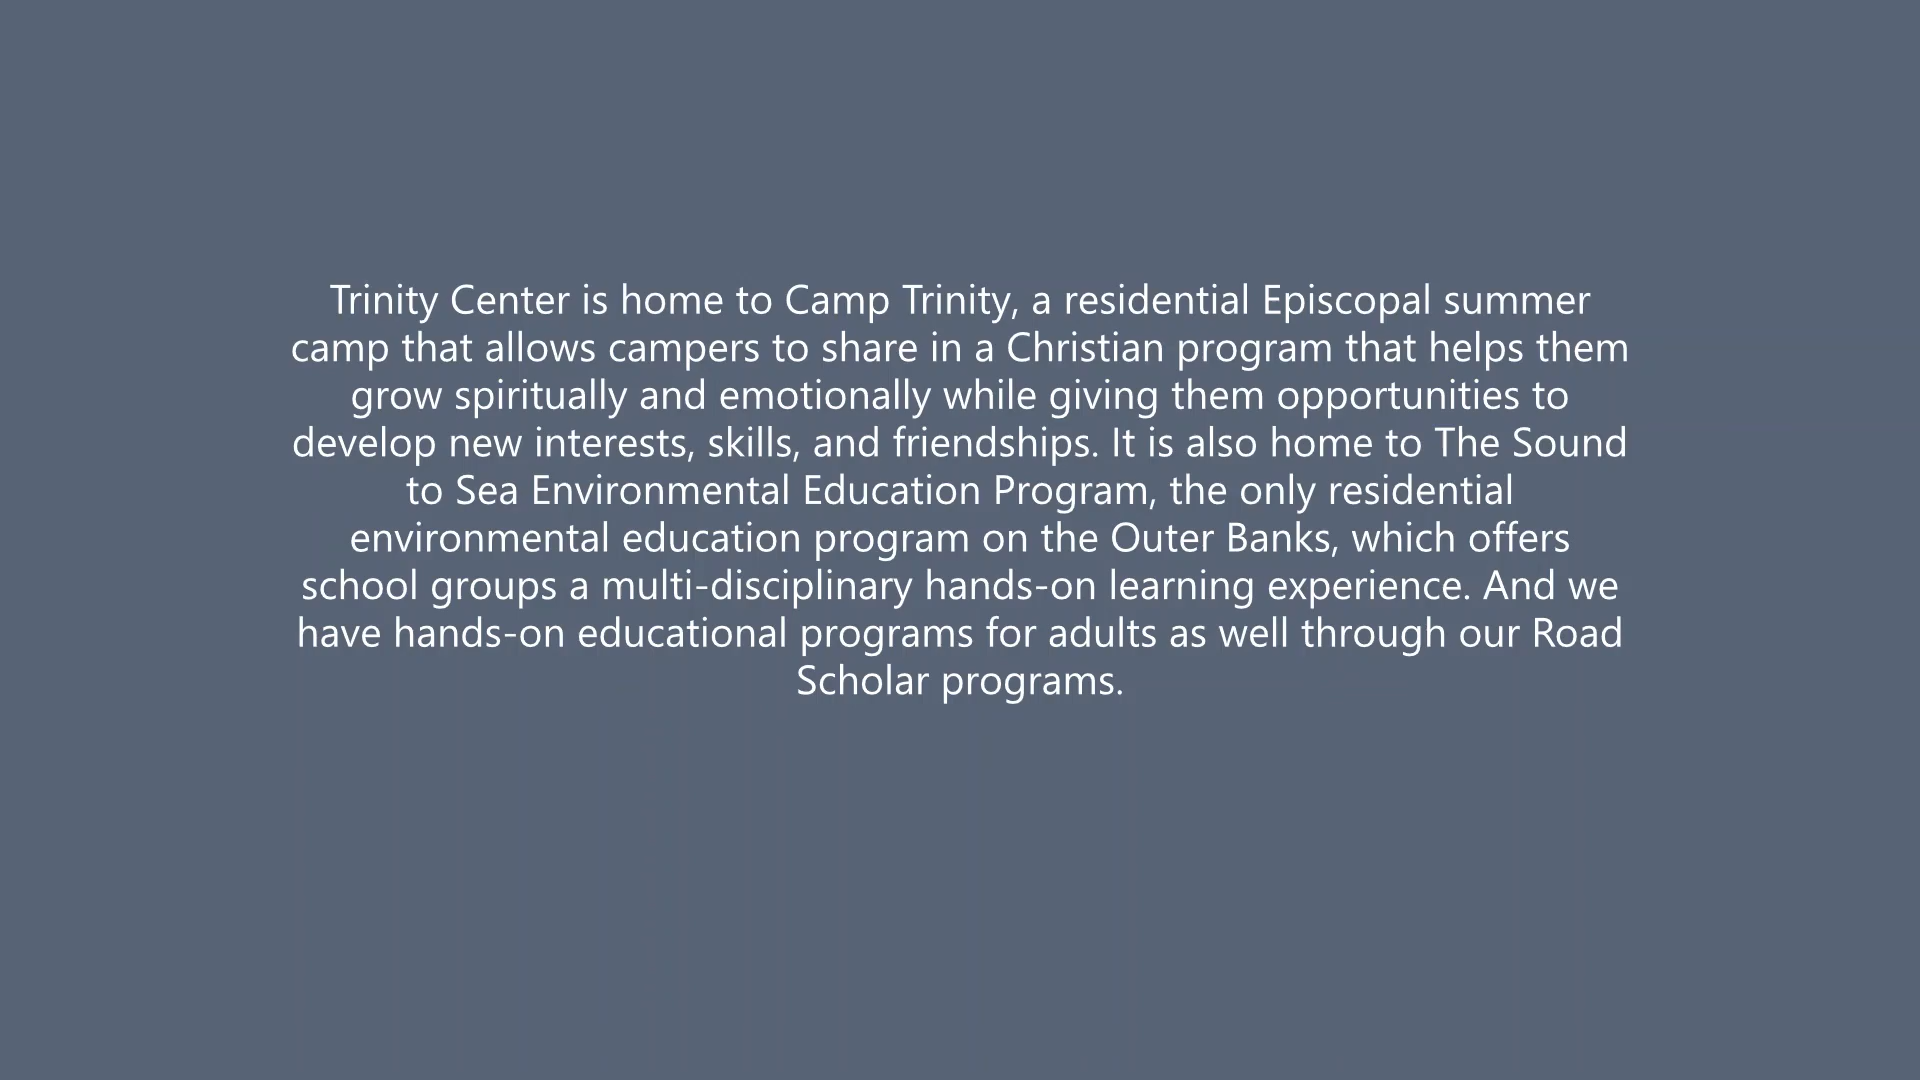 Trinity Center is home to Camp Trinity, a residential Episcopal summer
camp that allows campers to share in a Christian program that helps them
grow spiritually and emotionally while giving them opportunities to
develop new interests, skills, and friendships. It is also home to The Sound
to Sea Environmental Education Program, the only residential
environmental education program on the Outer Banks, which offers
school groups a multi-disciplinary hands-on learning experience. And we
have hands-on educational programs for adults as well through our Road
Scholar programs.